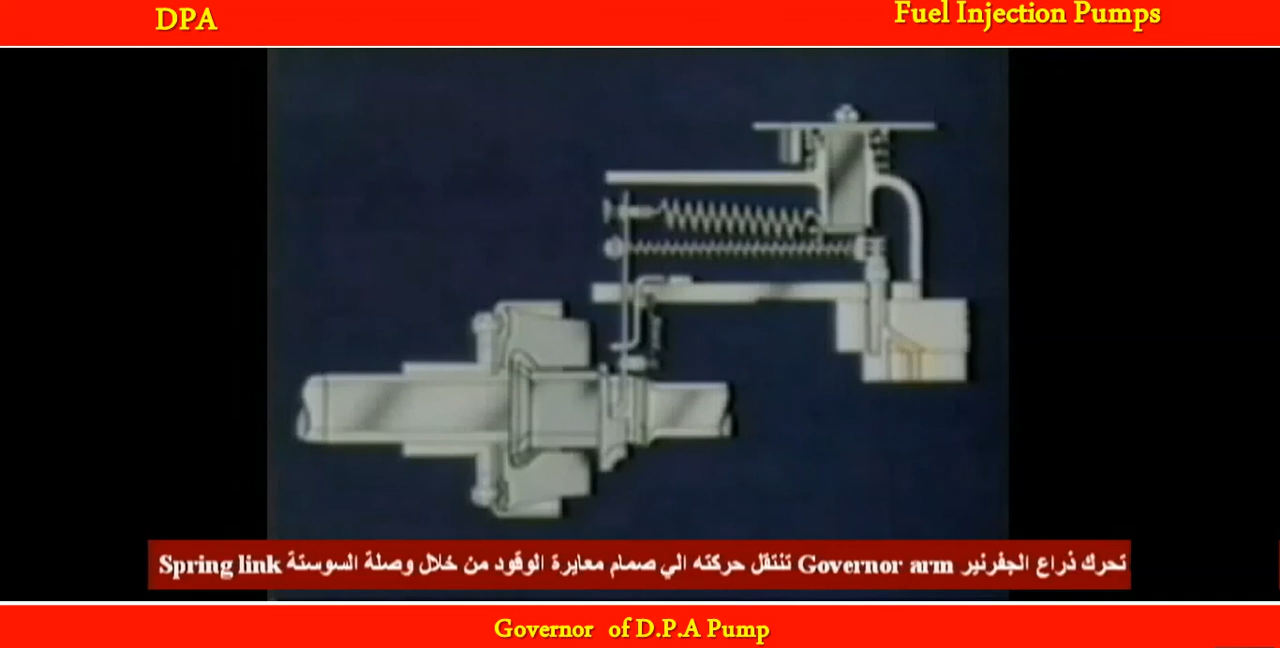 DPA
Fuel Injection Pumps
تحرك ذراع الجفرنير Governor arm تنتقل حركته الي صمام معايرة الوقود من خلال وصلة السوستة Spring link
Governor of D.P.A Pump